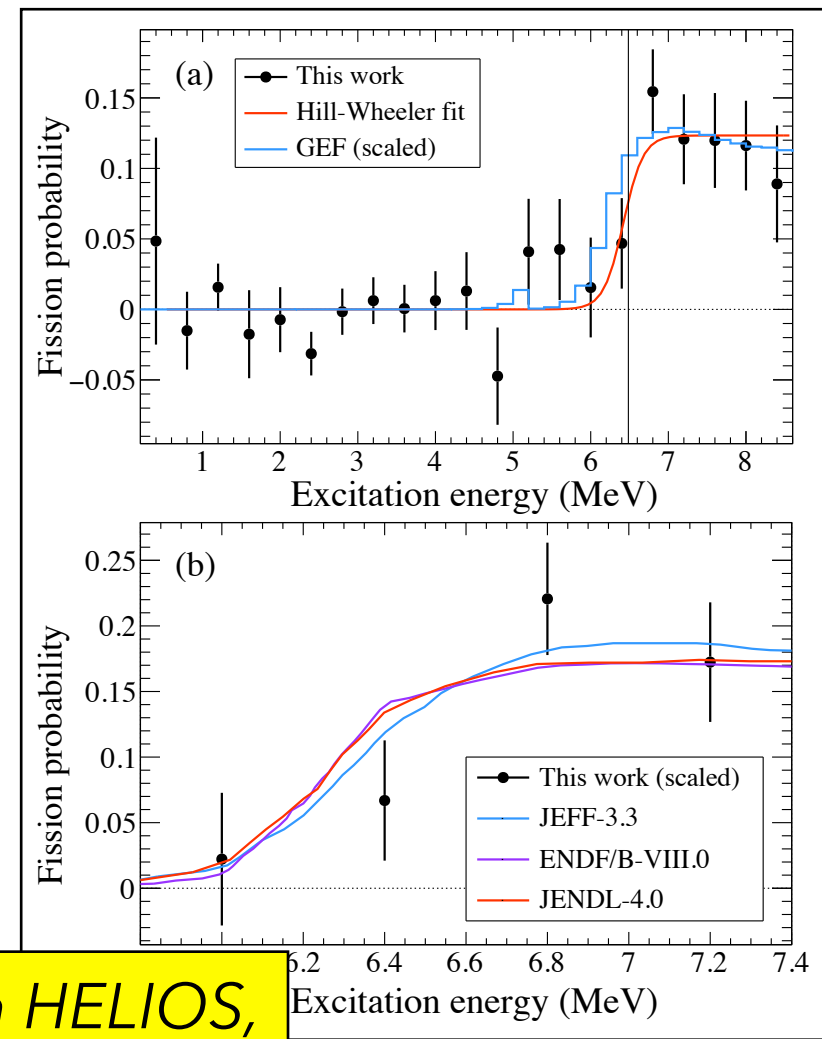 (a)
This work
Hill-Wheeler fit
GEF (scaled)
Fission probability
0.15
0.1
0.05
0
−0.05
1 2 3 4 5 6 7 8
Excitation energy (MeV)
(b)
Fission probability
0.25
0.2
0.15
0.1
0.05
0
This work (scaled)
JEFF-3.3
ENDF/B-VIII.0
JENDL-4.0
6.2 6.4 6.6 6.8 7 7.2 7.4
Excitation energy (MeV)
HELIOS,